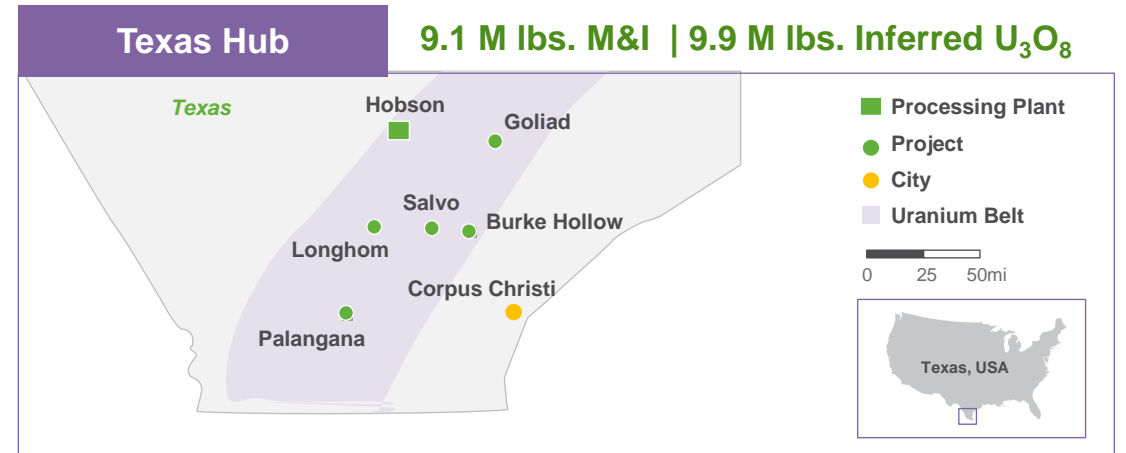 Texas Hub
9.1 M lbs. M&I | 9.9 M lbs. Inferred U₃O₈
Texas
Hobson
Goliad
Salvo
Burke Hollow
Longhom
Corpus Christi
Palangana
Processing Plant
Project
City
Uranium Belt
0 25 50mi
Texas, USA